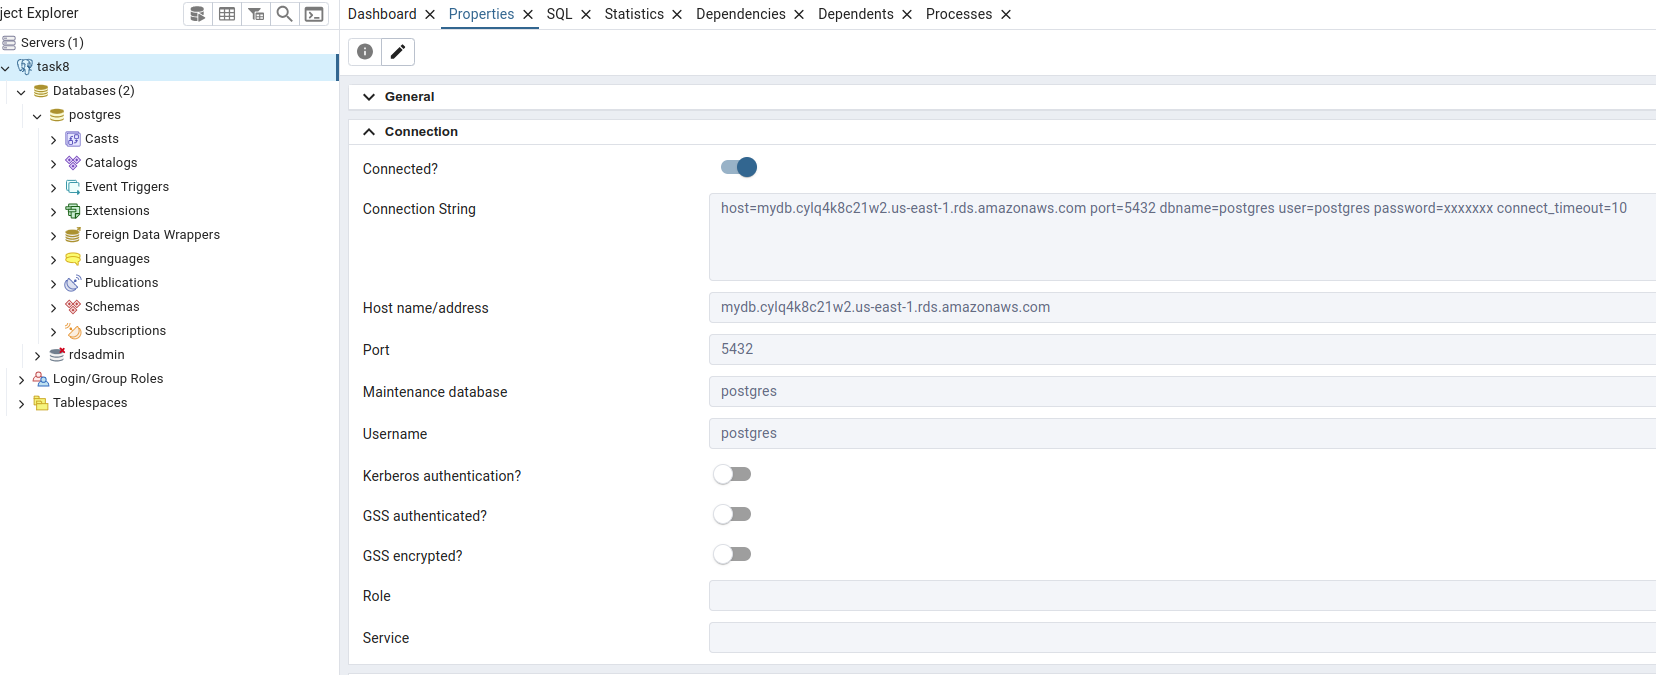 ject Explorer
Dashboard Properties SQL Statistics Dependencies Dependents Processes
Servers (1)
task8
Databases (2)
postgres
Casts
Catalogs
Event Triggers
Extensions
Foreign Data Wrappers
Languages
Publications
Schemas
Subscriptions
rdsadmin
Login/Group Roles
Tablespaces
General
Connection
Connected?
Connection String
host=mydb.cylq4k8c21w2.us-east-1.rds.amazonaws.com port=5432 dbname=postgres user=postgres password=xxxxxxx connect_timeout=10
Host name/address
mydb.cylq4k8c21w2.us-east-1.rds.amazonaws.com
Port
5432
Maintenance database
postgres
Username
postgres
Kerberos authentication?
GSS authenticated?
GSS encrypted?
Role
Service